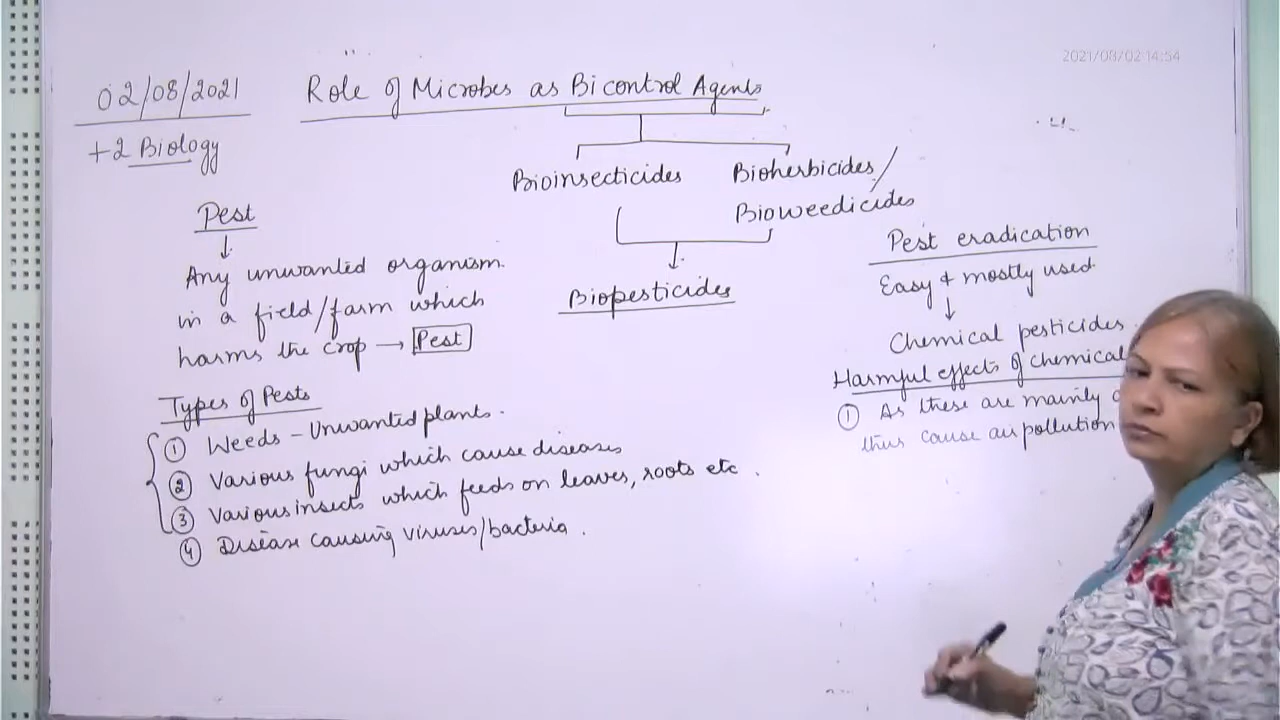 2021/08/02 14:54
02/08/2021
+2 Biology
Role of Microbes as Bicontrol Agents
Bioinsecticides
Bioherbicides/
Bioweedicides
Biopesticides
Pest
Any unwanted organism
in a field/farm which
harms the crop → Pest
Types of Pests
① Weeds - Unwanted plants.
② Various fungi which cause diseases
③ Various insects which feeds on leaves, roots etc.
④ Disease causing viruses/bacteria.
Pest eradication
Easy & mostly used
Chemical pesticides.
Harmful effects of chemical
① As these are mainly
thus cause air pollution